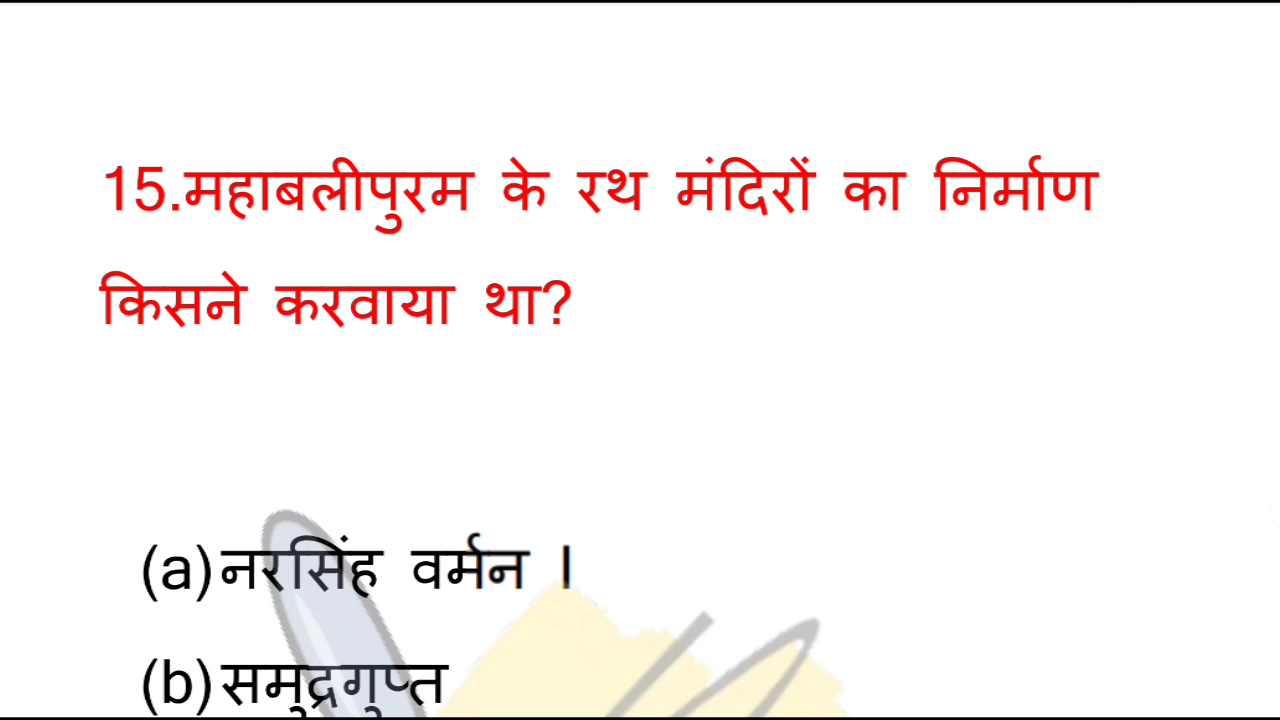 15.महाबलीपुरम के रथ मंदिरों का निर्माण
किसने करवाया था?
(a)नरसिंह वर्मन I
(b)समुद्रगुप्त